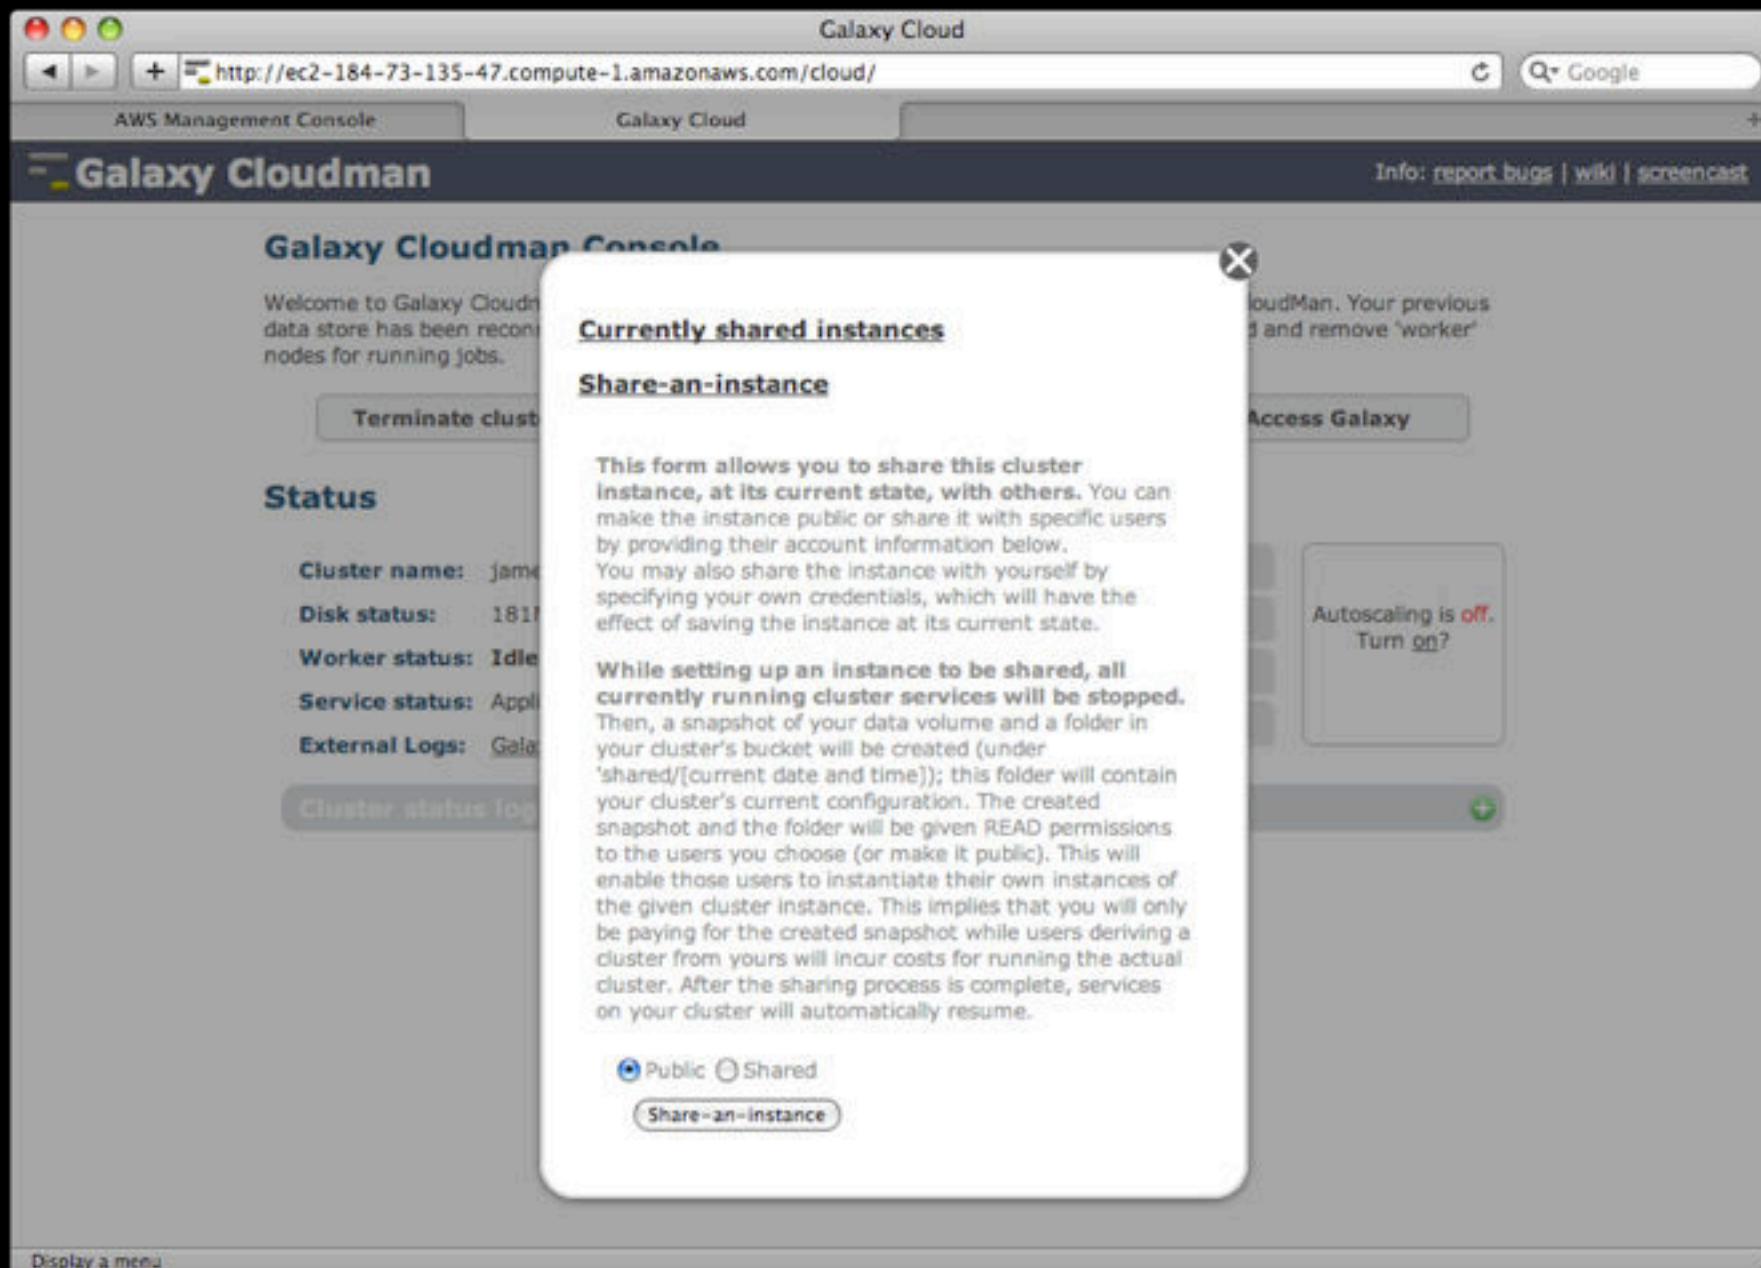 Galaxy Cloud
http://ec2-184-73-135-47.compute-1.amazonaws.com/cloud/
Google
AWS Management Console
Galaxy Cloud
Galaxy Cloudman
Info: report bugs | wiki | screencast
Galaxy Cloudman Console
Welcome to Galaxy
CloudMan. Your previous
data store has been
and remove 'worker'
nodes for running jobs.
Terminate
Access Galaxy
Status
Cluster name:
Disk status:
Worker status: Idle
Service status:
External Logs:
Autoscaling is off.
Turn on?
Cluster status log
Currently shared instances
Share-an-instance
This form allows you to share this cluster
instance, at its current state, with others. You can
make the instance public or share it with specific users
by providing their account information below.
You may also share the instance with yourself by
specifying your own credentials, which will have the
effect of saving the instance at its current state.
While setting up an instance to be shared, all
currently running cluster services will be stopped.
Then, a snapshot of your data volume and a folder in
your cluster's bucket will be created (under
'shared/[current date and time]); this folder will contain
your cluster's current configuration. The created
snapshot and the folder will be given READ permissions
to the users you choose (or make it public). This will
enable those users to instantiate their own instances of
the given cluster instance. This implies that you will only
be paying for the created snapshot while users deriving a
cluster from yours will incur costs for running the actual
cluster. After the sharing process is complete, services
on your cluster will automatically resume.
Public Shared
Share-an-instance
Display a menu